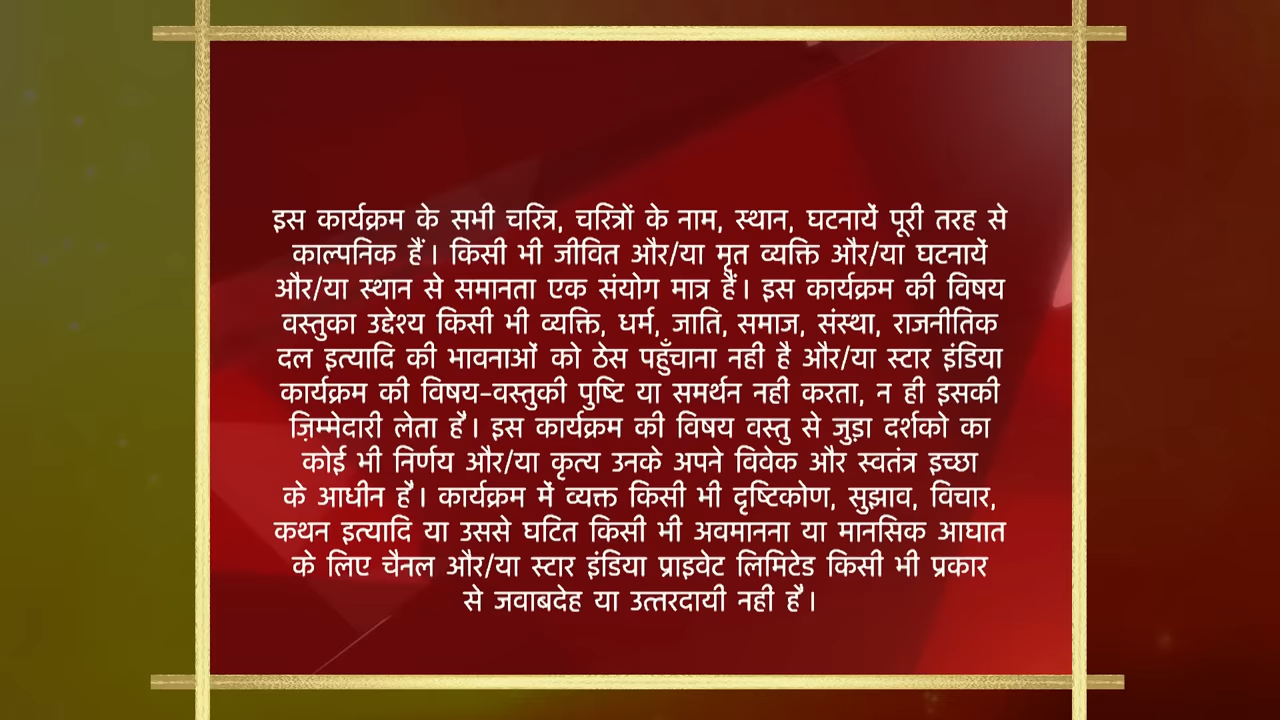 इस कार्यक्रम के सभी चरित्र, चरित्रों के नाम, स्थान, घटनायें पूरी तरह से
काल्पनिक हैं। किसी भी जीवित और/या मृत व्यक्ति और/या घटनायें
और/या स्थान से समानता एक संयोग मात्र हैं। इस कार्यक्रम की विषय
वस्तुका उद्देश्य किसी भी व्यक्ति, धर्म, जाति, समाज, संस्था, राजनीतिक
दल इत्यादि की भावनाओं को ठेस पहुँचाना नही है और/या स्टार इंडिया
कार्यक्रम की विषय-वस्तुकी पुष्टि या समर्थन नही करता, न ही इसकी
ज़िम्मेदारी लेता हैं। इस कार्यक्रम की विषय वस्तु से जुड़ा दर्शको का
कोई भी निर्णय और/या कृत्य उनके अपने विवेक और स्वतंत्र इच्छा
के आधीन हैं। कार्यक्रम में व्यक्त किसी भी दृष्टिकोण, सुझाव, विचार,
कथन इत्यादि या उससे घटित किसी भी अवमानना या मानसिक आघात
के लिए चैनल और/या स्टार इंडिया प्राइवेट लिमिटेड किसी भी प्रकार
से जवाबदेह या उत्तरदायी नही हैं।